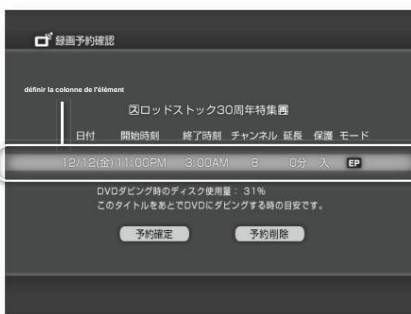 録画予約確認
définir la colonne de l'élément
🈡ロッドストック30周年特集🈞
日付 開始時刻 終了時刻 チャンネル 延長 保護 モード
12/12(金) 11:00PM 3:00AM 8 0分 入 EP
DVDダビング時のディスク使用量： 31%
このタイトルをあとでDVDにダビングする時の目安です。
予約確定 予約削除